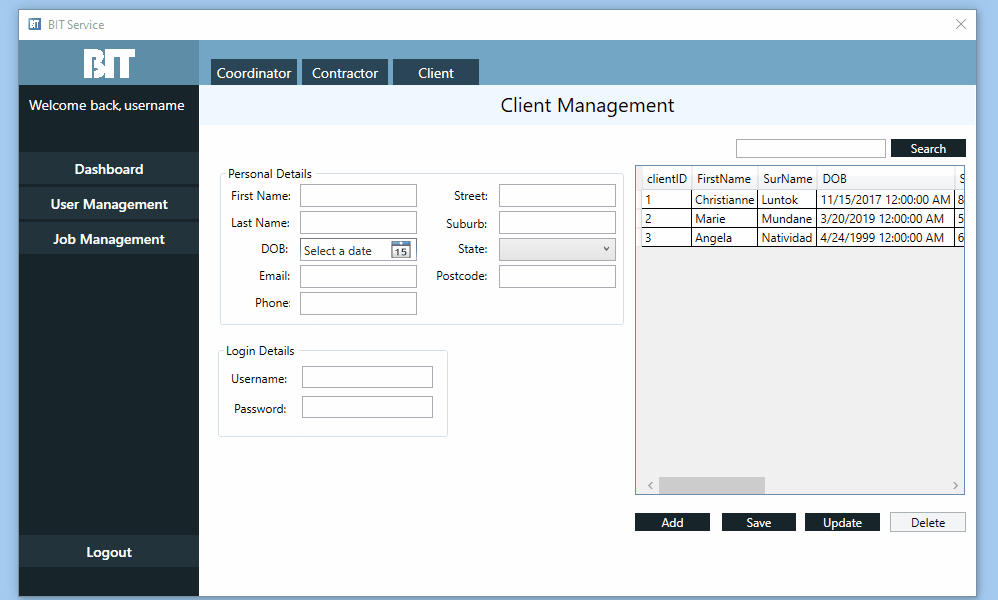 BIT BIT Service
BIT
Coordinator Contractor Client
Welcome back, username
Client Management
Search
Dashboard
User Management
Job Management
Logout
Personal Details
First Name:
Last Name:
DOB: Select a date 15
Email:
Phone:
Street:
Suburb:
State:
Postcode:
Login Details
Username:
Password:
clientID FirstName SurName DOB S
1 Christianne Luntok 11/15/2017 12:00:00 AM 8
2 Marie Mundane 3/20/2019 12:00:00 AM 5
3 Angela Natividad 4/24/1999 12:00:00 AM 6
Add Save Update Delete